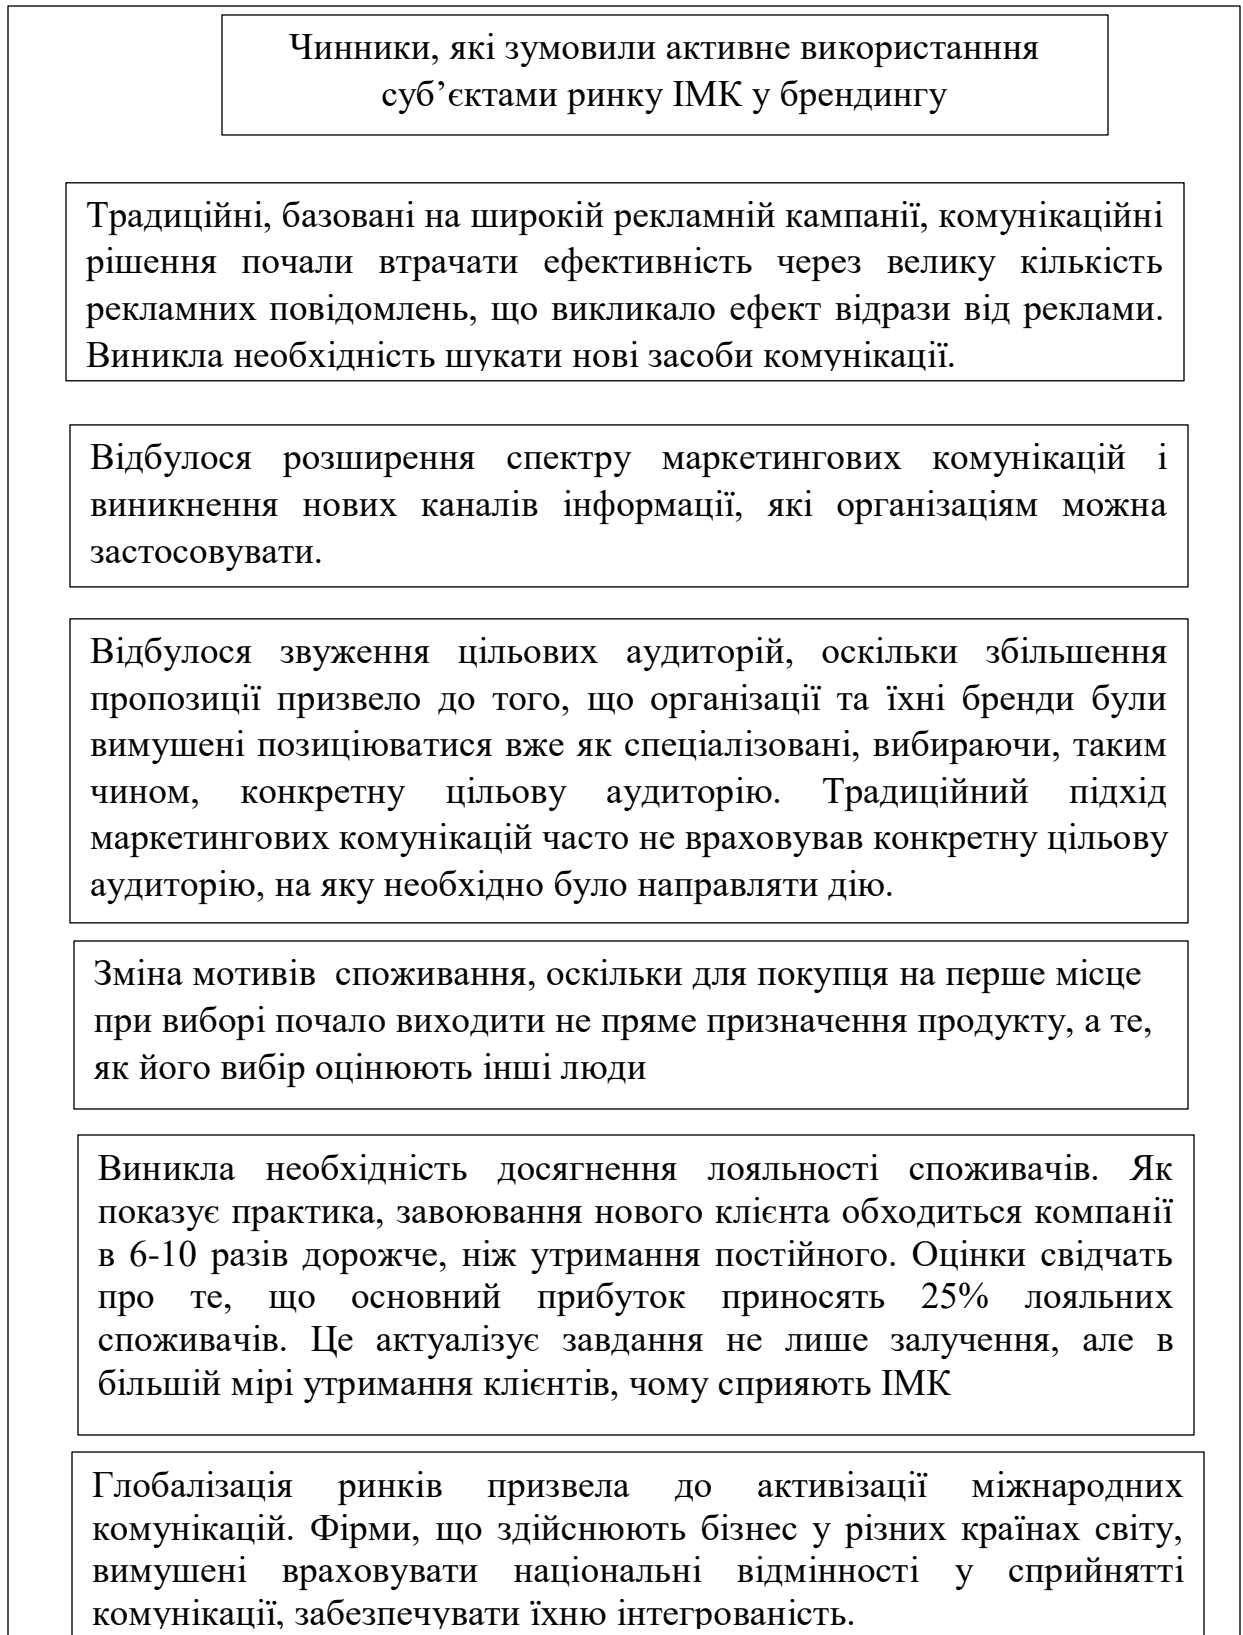 Чинники, які зумовили активне використанння
суб’єктами ринку ІМК у брендингу
Традиційні, базовані на широкій рекламній кампанії, комунікаційні
рішення почали втрачати ефективність через велику кількість
рекламних повідомлень, що викликало ефект відрази від реклами.
Виникла необхідність шукати нові засоби комунікації.
Відбулося розширення спектру маркетингових комунікацій і
виникнення нових каналів інформації, які організаціям можна
застосовувати.
Відбулося звуження цільових аудиторій, оскільки збільшення
пропозиції призвело до того, що організації та їхні бренди були
вимушені позиціюватися вже як спеціалізовані, вибираючи, таким
чином, конкретну цільову аудиторію. Традиційний підхід
маркетингових комунікацій часто не враховував конкретну цільову
аудиторію, на яку необхідно було направляти дію.
Зміна мотивів споживання, оскільки для покупця на перше місце
при виборі почало виходити не пряме призначення продукту, а те,
як його вибір оцінюють інші люди
Виникла необхідність досягнення лояльності споживачів. Як
показує практика, завоювання нового клієнта обходиться компанії
в 6-10 разів дорожче, ніж утримання постійного. Оцінки свідчать
про те, що основний прибуток приносять 25% лояльних
споживачів. Це актуалізує завдання не лише залучення, але в
більшій мірі утримання клієнтів, чому сприяють ІМК
Глобалізація ринків призвела до активізації міжнародних
комунікацій. Фірми, що здійснюють бізнес у різних країнах світу,
вимушені враховувати національні відмінності у сприйнятті
комунікації, забезпечувати їхню інтегрованість.